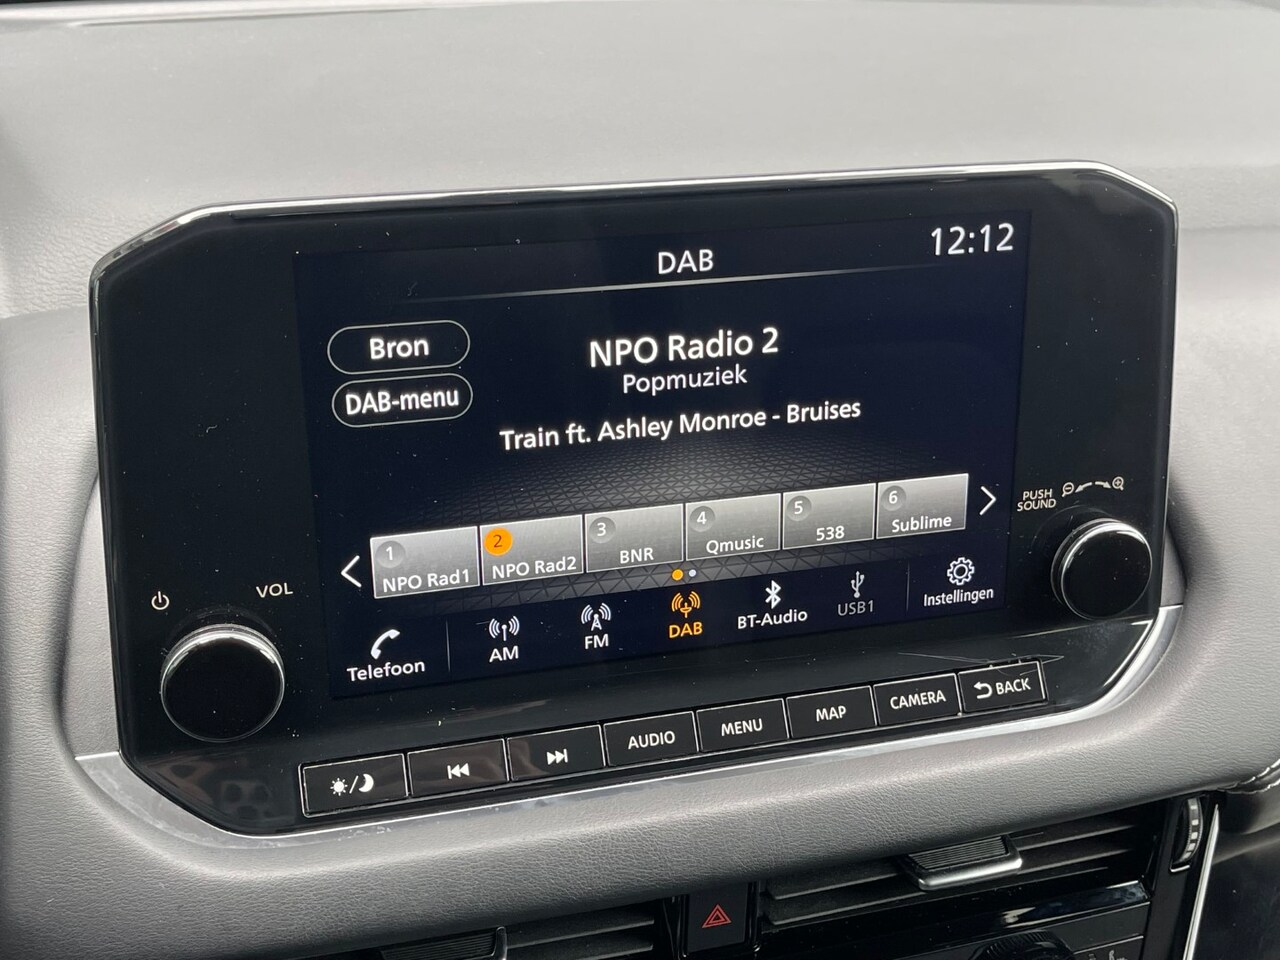 DAB
12:12
Bron
DAB-menu
NPO Radio 2
Popmuziek
Train ft. Ashley Monroe - Bruises
1
NPO Rad1
2
NPO Rad2
3
BNR
4
Qmusic
5
538
6
Sublime
PUSH
SOUND
VOL
Telefoon
AM
FM
DAB
BT-Audio
USB1
Instellingen
AUDIO
MENU
MAP
CAMERA
BACK